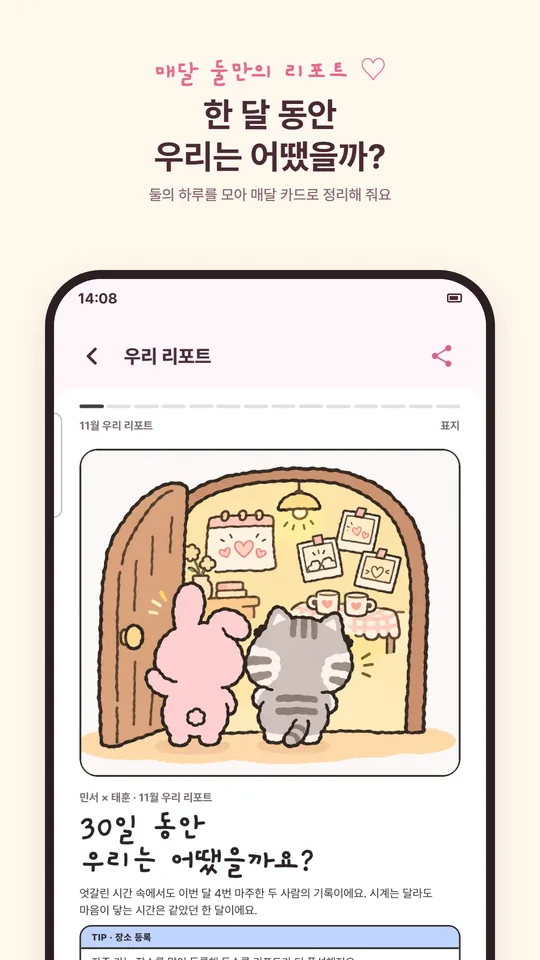 매달 둘만의 리포트 ♡
한 달 동안
우리는 어땠을까?
둘의 하루를 모아 매달 카드로 정리해 줘요
14:08
우리 리포트
11월 우리 리포트
표지
민서 × 태훈 · 11월 우리 리포트
30일 동안
우리는 어땠을까요?
엇갈린 시간 속에서도 이번 달 4번 마주한 두 사람의 기록이에요. 시계는 달라도
마음이 닿는 시간은 같았던 한 달이에요.
TIP · 장소 등록